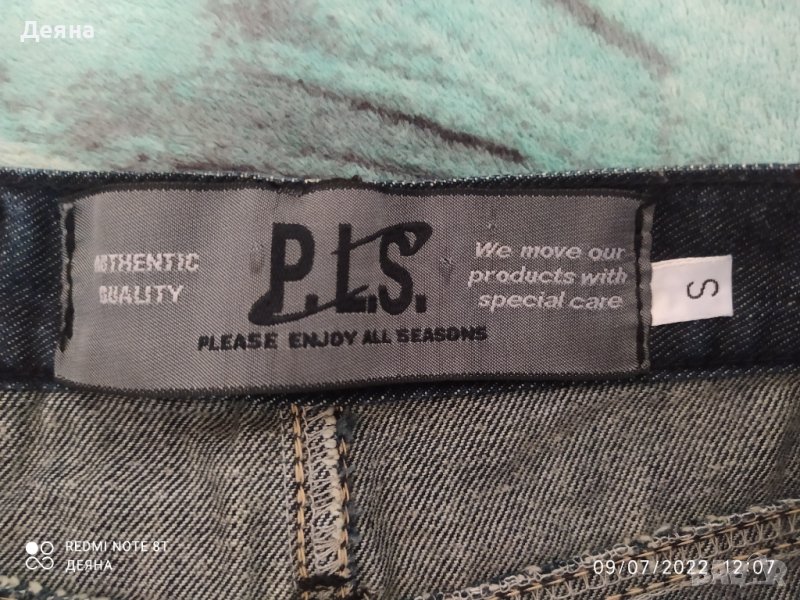 Деяна
AUTHENTIC
QUALITY
P.L.S.
PLEASE ENJOY ALL SEASONS
We move our
products with
special care
S
REDMI NOTE 8T
ДЕЯНА
09/07/2022 12:07